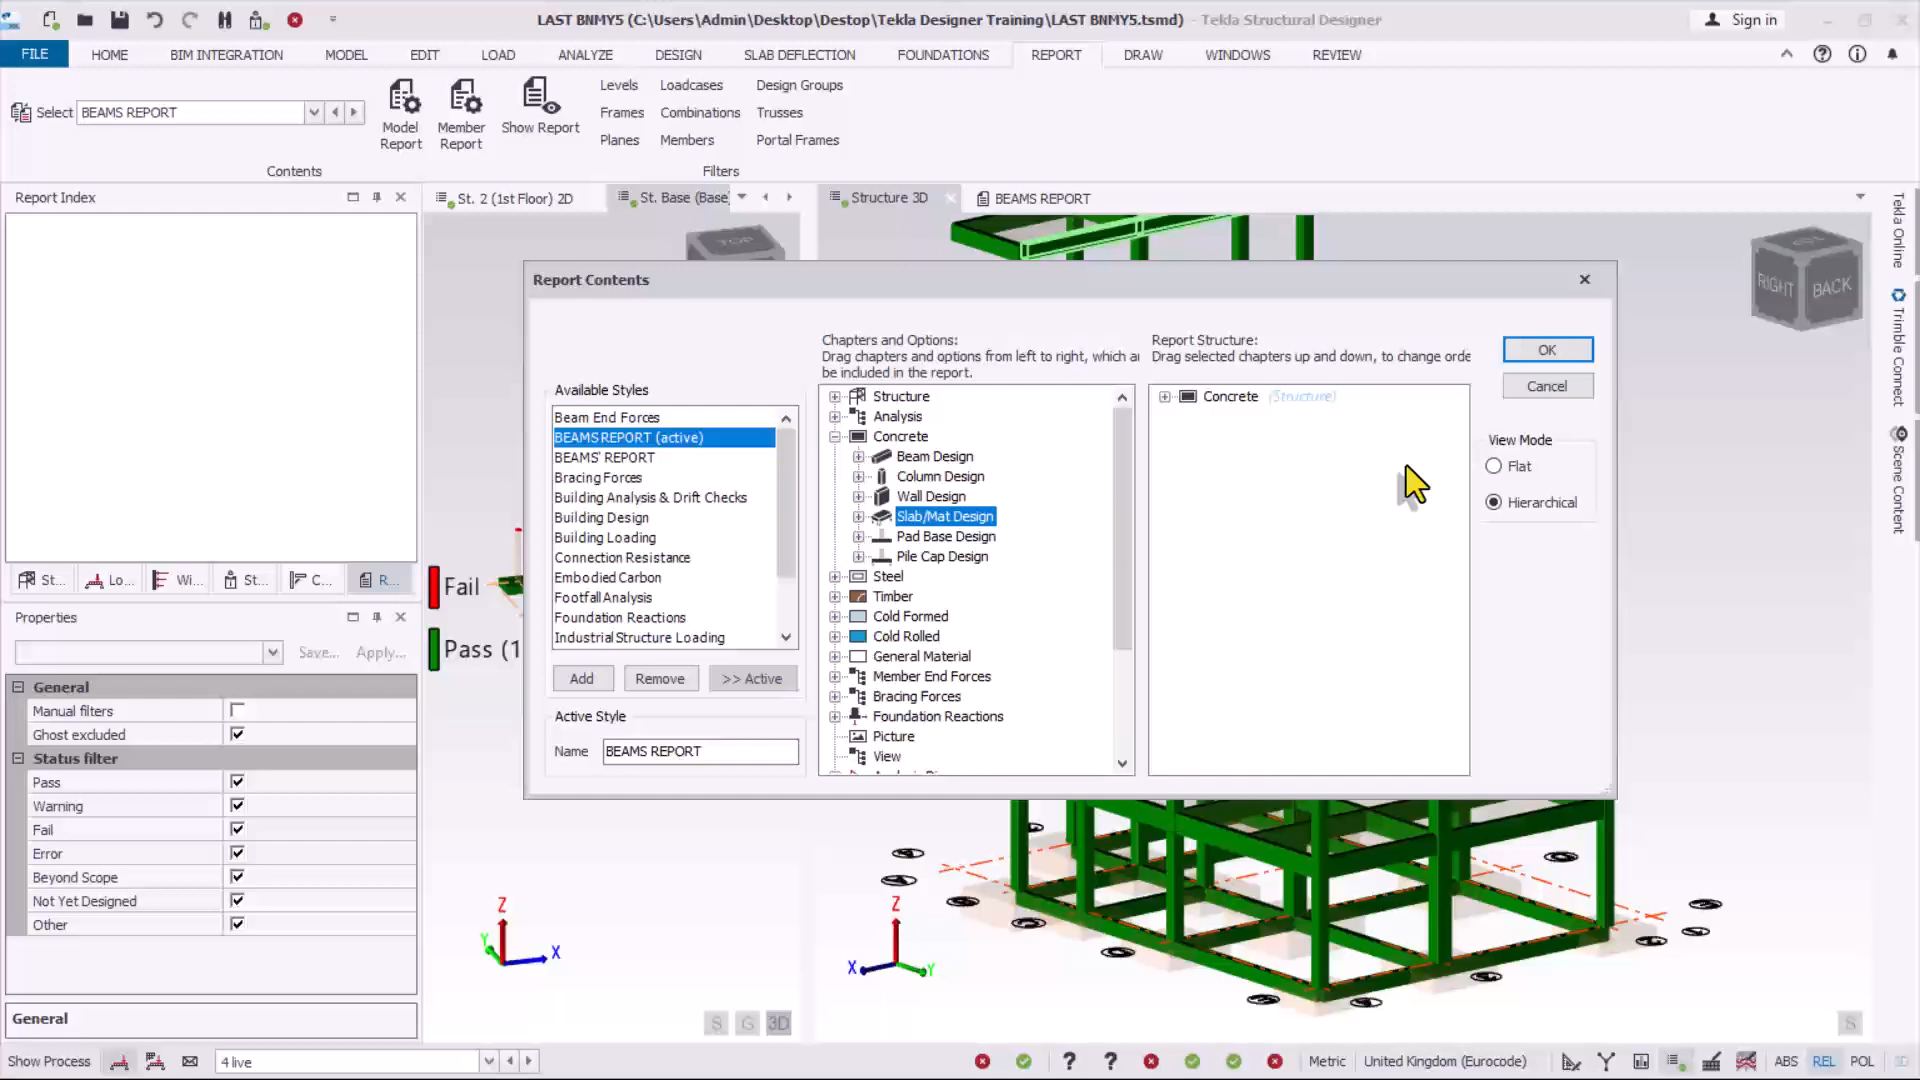 LAST BNMY5 (C:\Users\Admin\Desktop\Destop\Tekla Designer Training\LAST BNMY5.tsmd) - Tekla Structural Designer
Sign in
FILE
HOME
BIM INTEGRATION
MODEL
EDIT
LOAD
ANALYZE
DESIGN
SLAB DEFLECTION
FOUNDATIONS
REPORT
DRAW
WINDOWS
REVIEW
Select
BEAMS REPORT
Model
Report
Member
Report
Show Report
Levels
Loadcases
Design Groups
Frames
Combinations
Trusses
Planes
Members
Portal Frames
Contents
Filters
Report Index
St. 2 (1st Floor) 2D
St. Base (Base
Structure 3D
BEAMS REPORT
TOP
RIGHT
BACK
Tekla Online
Trimble Connect
Scene Content
Report Contents
Available Styles
Beam End Forces
BEAMS REPORT (active)
BEAMS' REPORT
Bracing Forces
Building Analysis & Drift Checks
Building Design
Building Loading
Connection Resistance
Embodied Carbon
Footfall Analysis
Foundation Reactions
Industrial Structure Loading
Add
Remove
>> Active
Active Style
Name
BEAMS REPORT
Chapters and Options:
Drag chapters and options from left to right, which a
be included in the report.
Structure
Analysis
Concrete
Beam Design
Column Design
Wall Design
Slab/Mat Design
Pad Base Design
Pile Cap Design
Steel
Timber
Cold Formed
Cold Rolled
General Material
Member End Forces
Bracing Forces
Foundation Reactions
Picture
View
Report Structure:
Drag selected chapters up and down, to change orde
Concrete (Structure)
OK
Cancel
View Mode
Flat
Hierarchical
St...
Lo...
Wi...
St...
C...
R...
Fail
Pass (1
Properties
Save...
Apply...
General
Manual filters
Ghost excluded
Status filter
Pass
Warning
Fail
Error
Beyond Scope
Not Yet Designed
Other
General
Z
Y
X
Z
X
Y
S
G
3D
S
Show Process
4 live
Metric
United Kingdom (Eurocode)
ABS
REL
POL